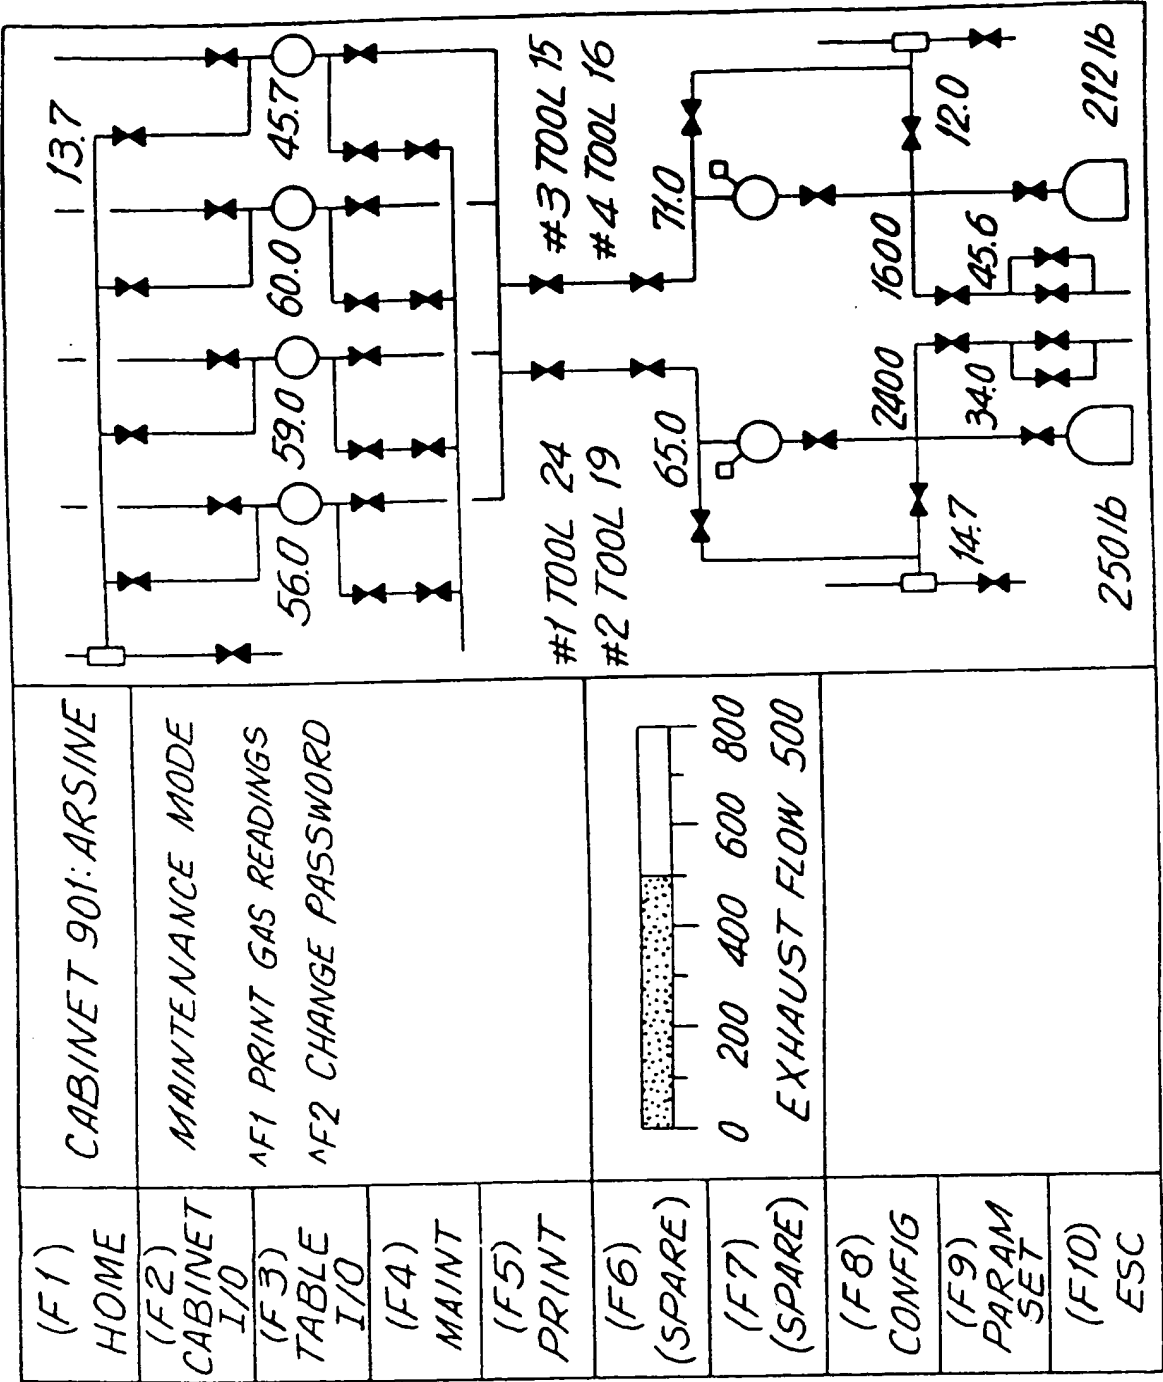 (F1)
HOME
(F2)
CABINET
I/O
(F3)
TABLE
I/O
(F4)
MAINT
(F5)
PRINT
(F6)
(SPARE)
(F7)
(SPARE)
(F8)
CONFIG
(F9)
PARAM
SET
(F10)
ESC
CABINET 901: ARSINE
MAINTENANCE MODE
^F1 PRINT GAS READINGS
^F2 CHANGE PASSWORD
0 200 400 600 800
EXHAUST FLOW 500
13.7
56.0 59.0 60.0 45.7
#1 TOOL 24
#2 TOOL 19
#3 TOOL 15
#4 TOOL 16
65.0
71.0
2400
1600
14.7
34.0
45.6
12.0
250 lb
212 lb